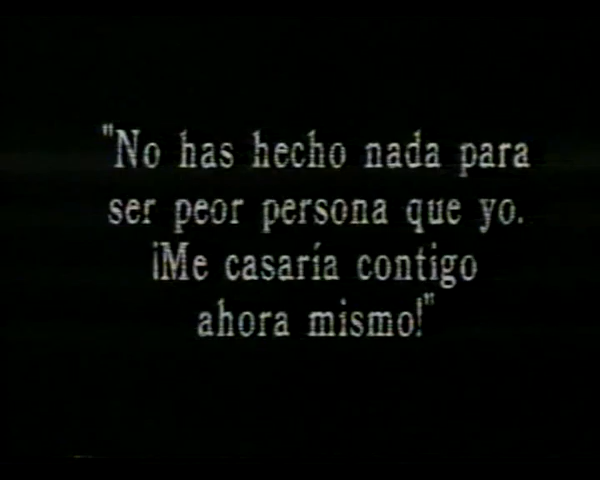 "No has hecho nada para
ser peor persona que yo.
¡Me casaría contigo
ahora mismo!"